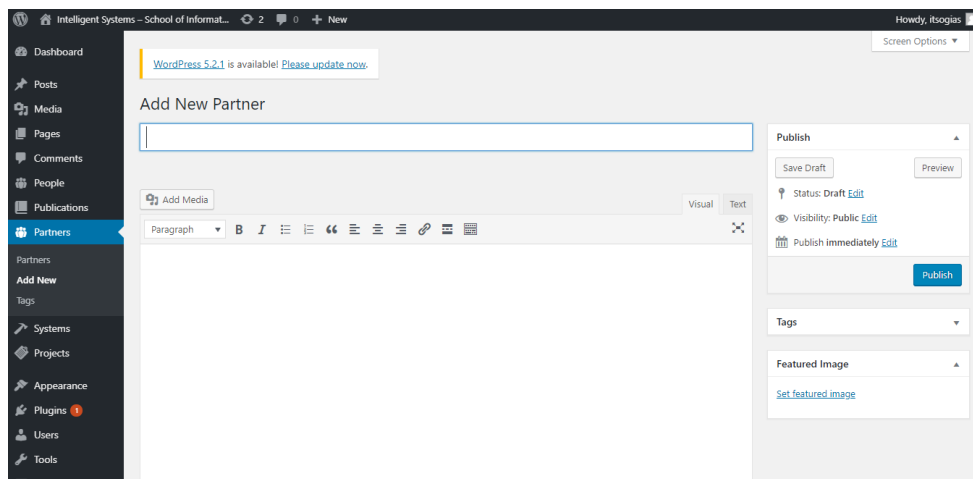 Intelligent Systems – School of Informat... 2 0 + New Howdy, itsogias
Screen Options ▼
Dashboard
Posts
Media
Pages
Comments
People
Publications
Partners
Partners
Add New
Tags
Systems
Projects
Appearance
Plugins 1
Users
Tools
WordPress 5.2.1 is available! Please update now.
Add New Partner
Add Media
Visual Text
Paragraph ▼ B I
Publish
Save Draft Preview
Status: Draft Edit
Visibility: Public Edit
Publish immediately Edit
Publish
Tags
Featured Image
Set featured image